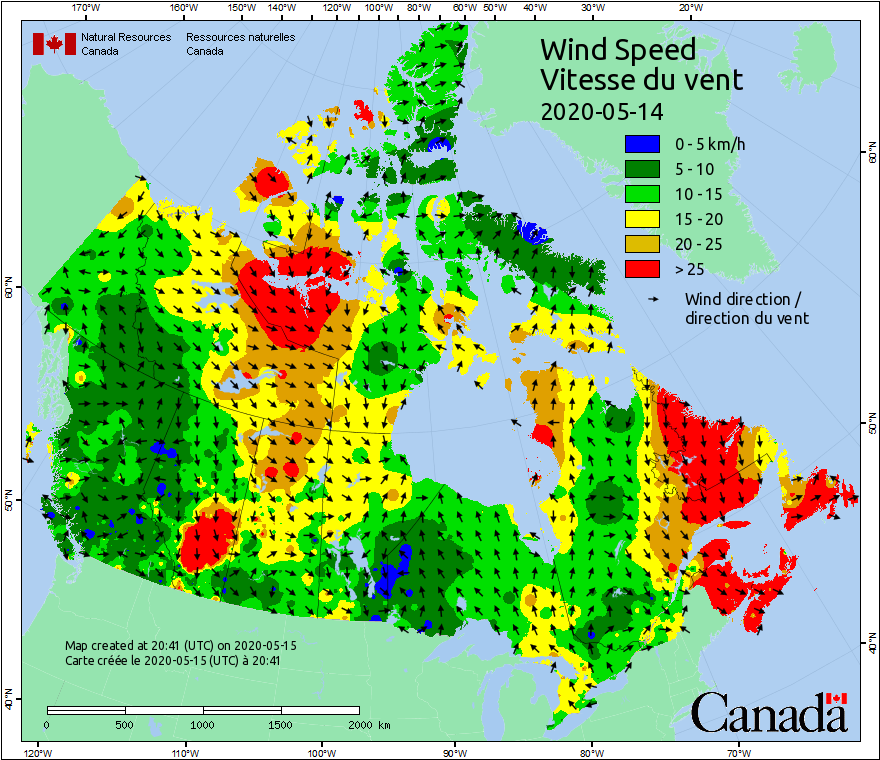 170°W 160°W 150°W 140°W 120°W 100°W 80°W 60°W 50°W 40°W 30°W 20°W
Natural Resources Ressources naturelles
Canada Canada
Wind Speed
Vitesse du vent
2020-05-14
0 - 5 km/h
5 - 10
10 - 15
15 - 20
20 - 25
> 25
Wind direction /
direction du vent
60°N
50°N
40°N
60°N
50°N
40°N
Map created at 20:41 (UTC) on 2020-05-15
Carte créée le 2020-05-15 (UTC) à 20:41
0 500 1000 1500 2000 km
Canada
120°W 110°W 100°W 90°W 80°W 70°W